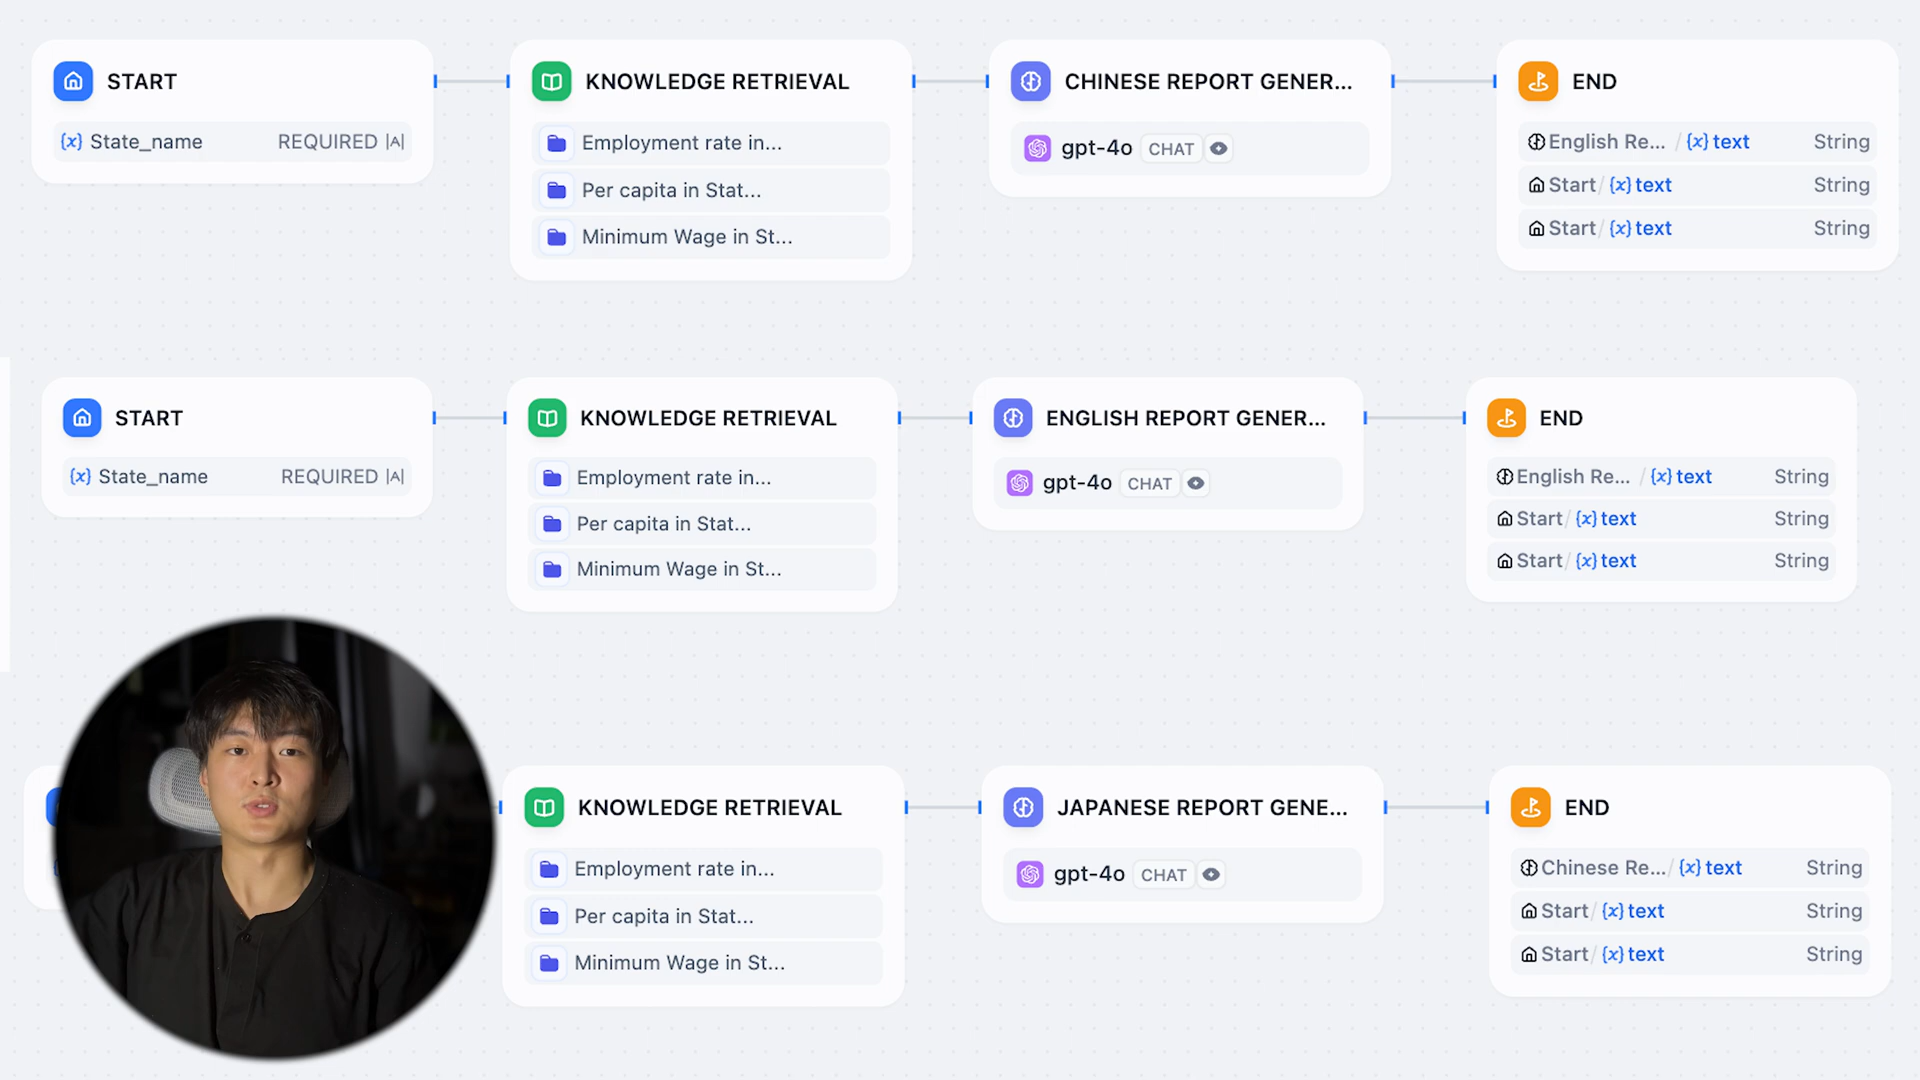 START
State_name REQUIRED
KNOWLEDGE RETRIEVAL
Employment rate in...
Per capita in Stat...
Minimum Wage in St...
CHINESE REPORT GENER...
gpt-4o CHAT
END
English Re... / {x} text String
Start / {x} text String
Start / {x} text String
START
State_name REQUIRED
KNOWLEDGE RETRIEVAL
Employment rate in...
Per capita in Stat...
Minimum Wage in St...
ENGLISH REPORT GENER...
gpt-4o CHAT
END
English Re... / {x} text String
Start / {x} text String
Start / {x} text String
KNOWLEDGE RETRIEVAL
Employment rate in...
Per capita in Stat...
Minimum Wage in St...
JAPANESE REPORT GENE...
gpt-4o CHAT
END
Chinese Re... / {x} text String
Start / {x} text String
Start / {x} text String